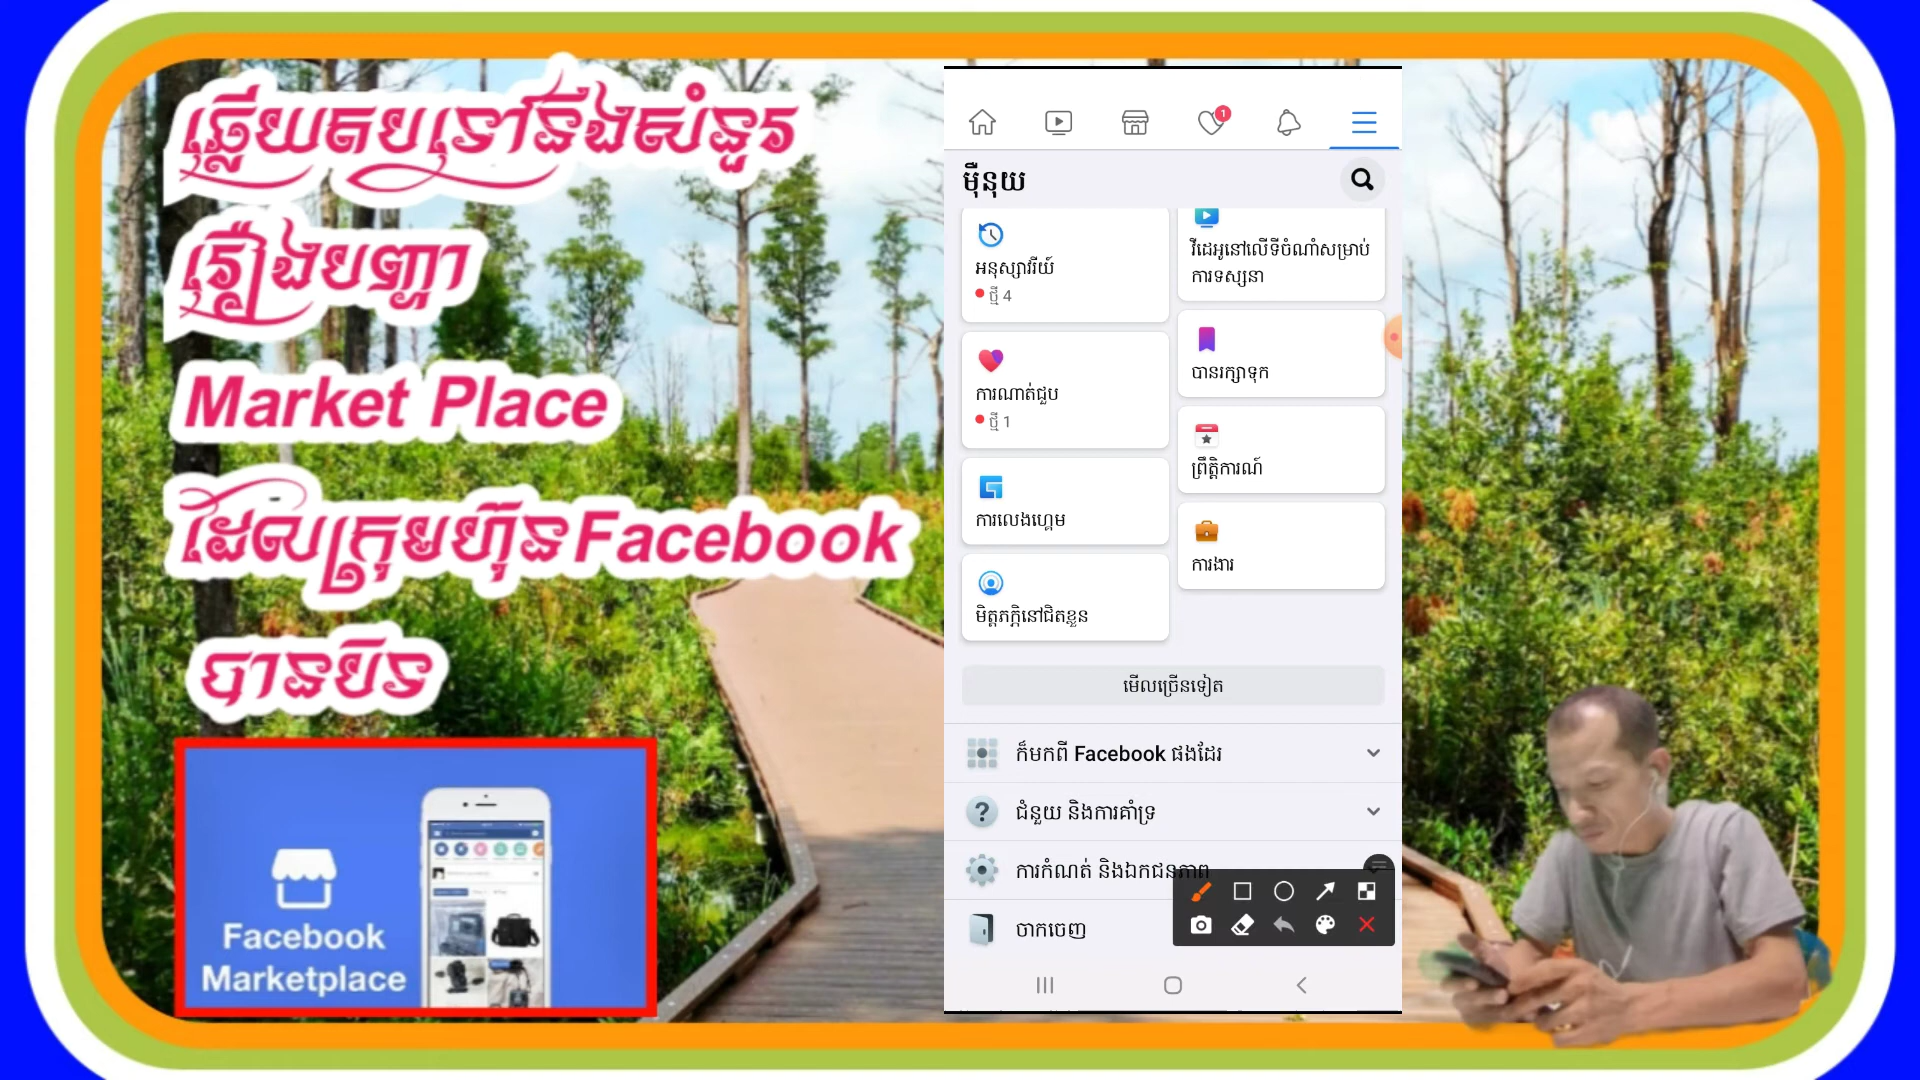 ឆ្លើយតបទៅនឹងសំនួរ
រឿងបញ្ហា
Market Place
ដែលក្រុមហ៊ុនFacebook
បានបិទ
Facebook
Marketplace
1
ម៉ឺនុយ
អនុស្សាវរីយ៍
ថ្មី 4
ការណាត់ជួប
ថ្មី 1
ការលេងហ្គេម
មិត្តភក្តិនៅជិតខ្លួន
វីដេអូនៅលើទីចំណាំសម្រាប់
ការទស្សនា
បានរក្សាទុក
ព្រឹត្តិការណ៍
ការងារ
មើលច្រើនទៀត
ក៏មកពី Facebook ផងដែរ
ជំនួយ និងការគាំទ្រ
ការកំណត់ និងឯកជនភាព
ចាកចេញ